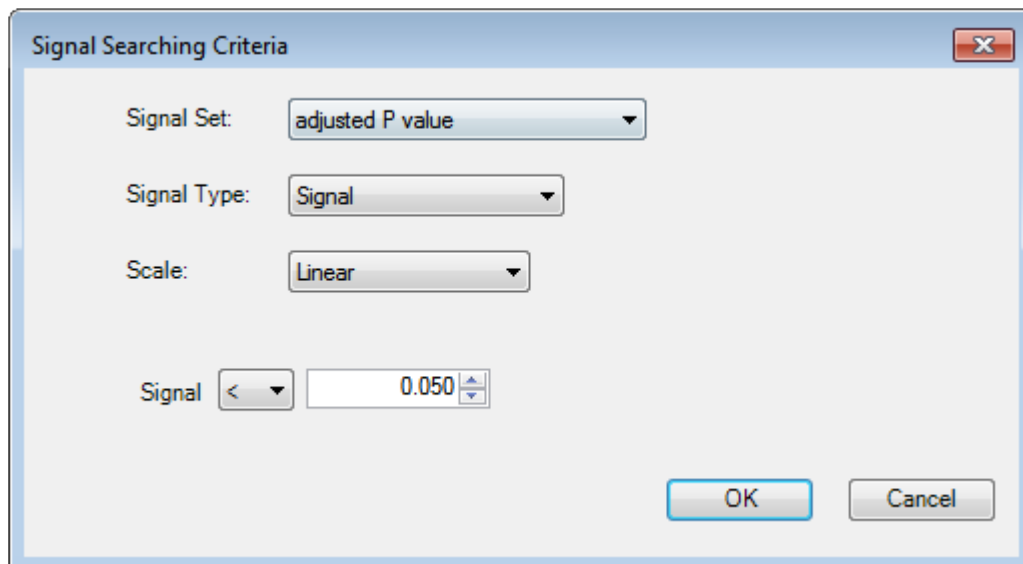 Signal Searching Criteria
Signal Set: adjusted P value
Signal Type: Signal
Scale: Linear
Signal < 0.050
OK Cancel